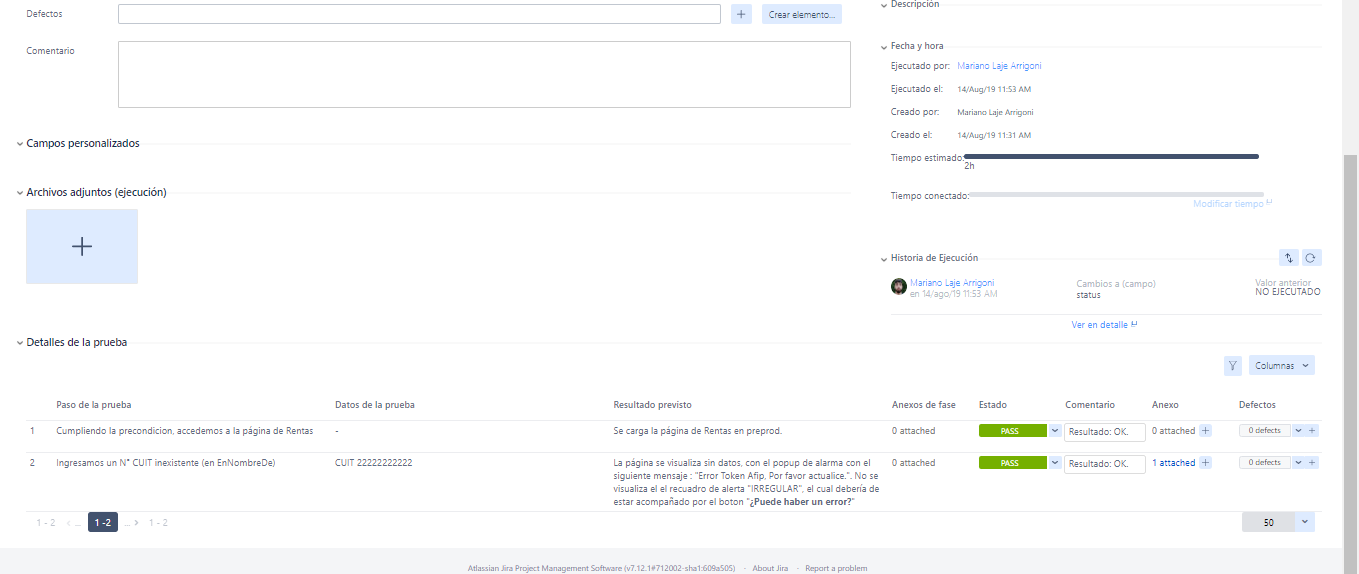 Defectos
Crear elemento...
Comentario
Campos personalizados
Archivos adjuntos (ejecución)
Descripción
Fecha y hora
Ejecutado por: Mariano Laje Arrigoni
Ejecutado el: 14/Aug/19 11:53 AM
Creado por: Mariano Laje Arrigoni
Creado el: 14/Aug/19 11:31 AM
Tiempo estimado:
2h
Tiempo conectado:
Modificar tiempo
Historia de Ejecución
Mariano Laje Arrigoni Cambios a (campo) Valor anterior
en 14/ago/19 11:53 AM status NO EJECUTADO
Ver en detalle
Detalles de la prueba
Columnas
Paso de la prueba Datos de la prueba Resultado previsto Anexos de fase Estado Comentario Anexo Defectos
1 Cumpliendo la precondicion, accedemos a la página de Rentas - Se carga la página de Rentas en preprod. 0 attached PASS Resultado: OK. 0 attached + 0 defects +
2 Ingresamos un N° CUIT inexistente (en EnNombreDe) CUIT 22222222222 La página se visualiza sin datos, con el popup de alarma con el 0 attached PASS Resultado: OK. 1 attached + 0 defects +
siguiente mensaje : "Error Token Afip, Por favor actualice.". No se
visualiza el el recuadro de alerta "IRREGULAR", el cual debería de
estar acompañado por el boton "¿Puede haber un error?"
1 - 2 < ... 1 -2 ... > 1 - 2
50
Atlassian Jira Project Management Software (v7.12.1#712002-sha1:609a505) · About Jira · Report a problem